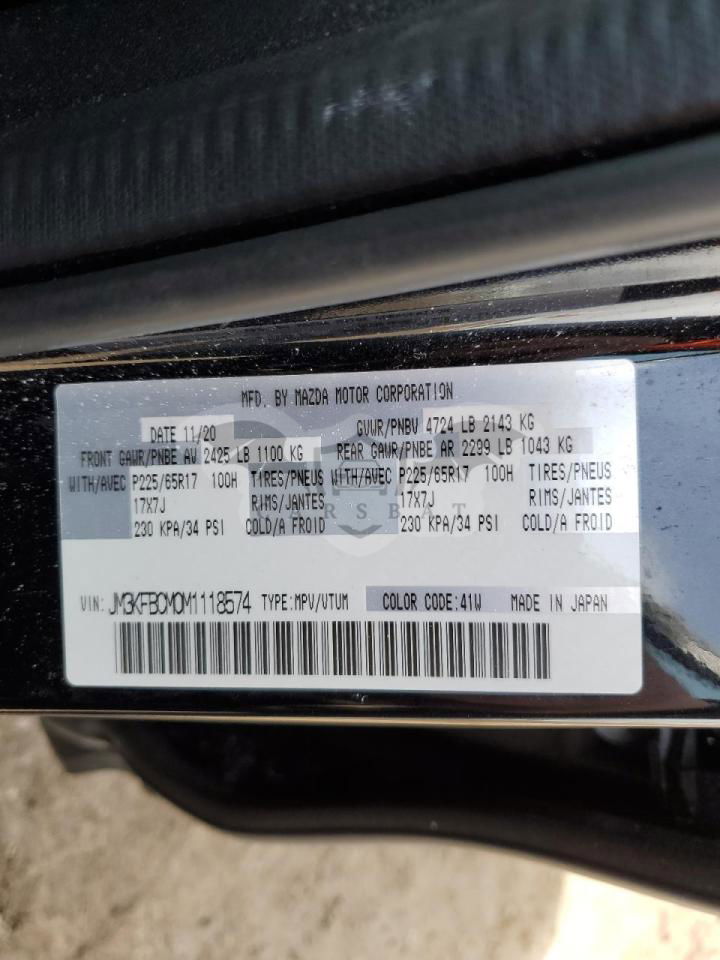 MFD. BY MAZDA MOTOR CORPORATION
DATE 11/20 GVWR/PNBV 4724 LB 2143 KG
FRONT GAWR/PNBE AV 2425 LB 1100 KG REAR GAWR/PNBE AR 2299 LB 1043 KG
WITH/AVEC P225/65R17 100H TIRES/PNEUS WITH/AVEC P225/65R17 100H TIRES/PNEUS
17X7J RIMS/JANTES 17X7J RIMS/JANTES
CARSBAT
230 KPA/34 PSI COLD/A FROID 230 KPA/34 PSI COLD/A FROID
VIN: JM3KFBCM0M1118574 TYPE:MPV/VTUM COLOR CODE:41W MADE IN JAPAN